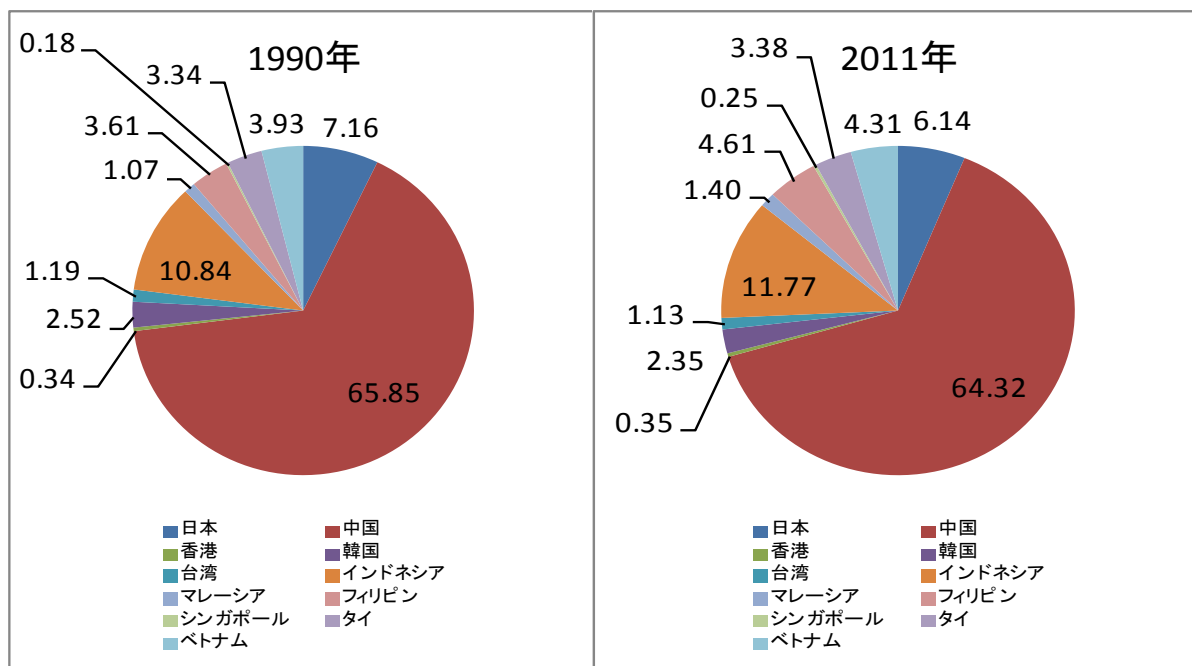 1990年
0.18
3.34
3.61
3.93
7.16
1.07
10.84
1.19
2.52
0.34
65.85
日本
中国
香港
韓国
台湾
インドネシア
マレーシア
フィリピン
シンガポール
タイ
ベトナム
2011年
3.38
0.25
4.31
6.14
4.61
1.40
11.77
1.13
2.35
0.35
64.32
日本
中国
香港
韓国
台湾
インドネシア
マレーシア
フィリピン
シンガポール
タイ
ベトナム